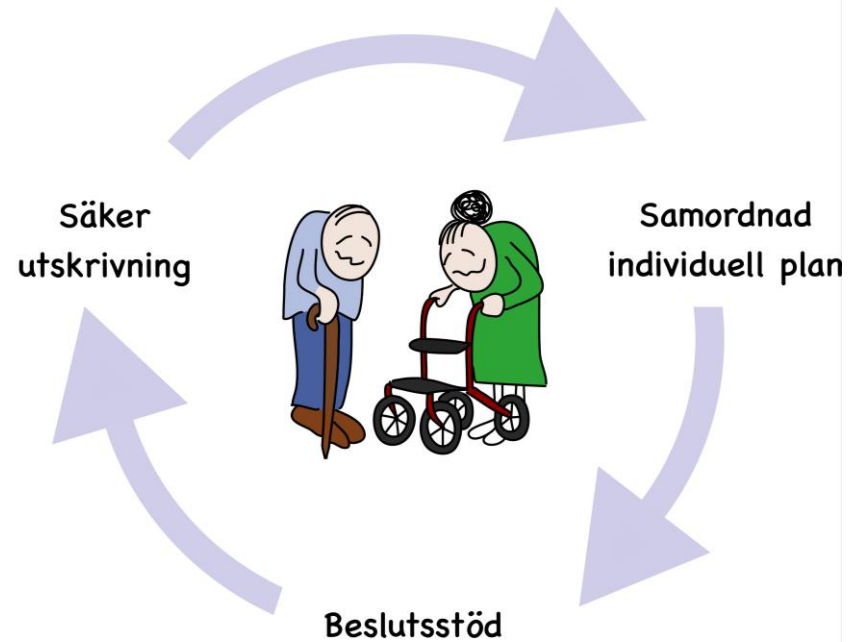 Säker
utskrivning
Samordnad
individuell plan
Beslutsstöd